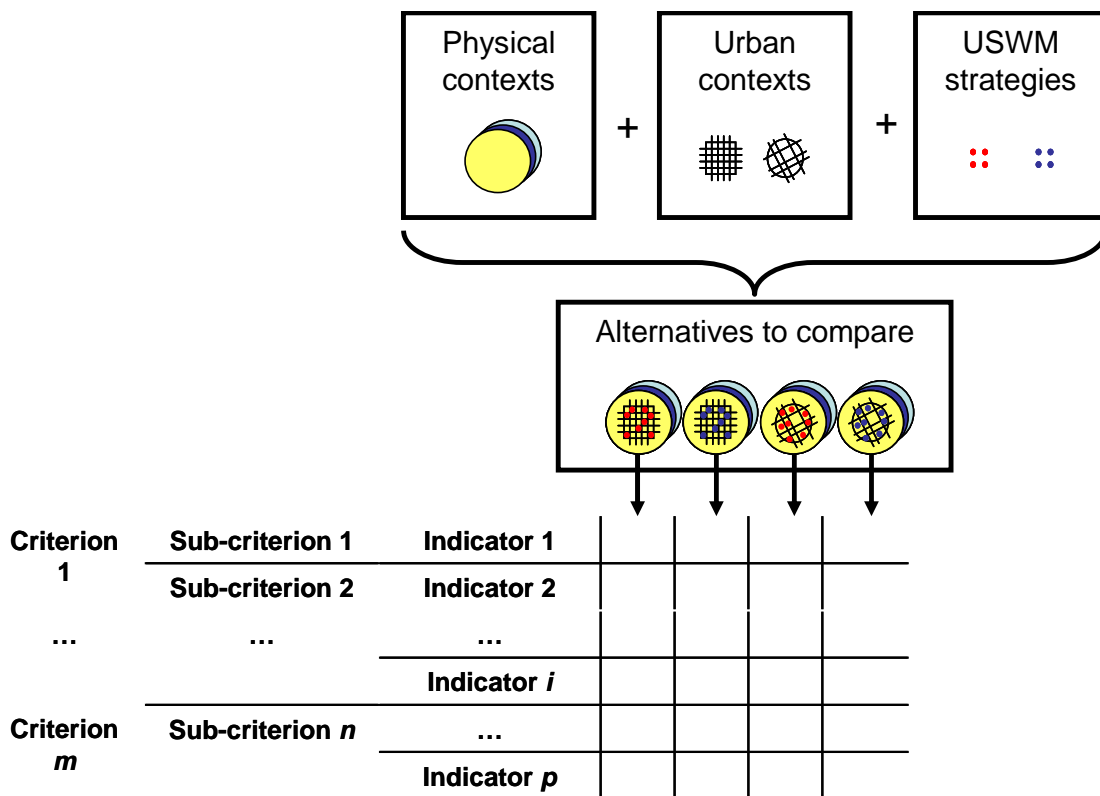 Physical
contexts
+
Urban
contexts
+
USWM
strategies
Alternatives to compare
Criterion
1
Sub-criterion 1
Indicator 1
Sub-criterion 2
Indicator 2
...
...
...
Indicator i
Criterion
m
Sub-criterion n
...
Indicator p